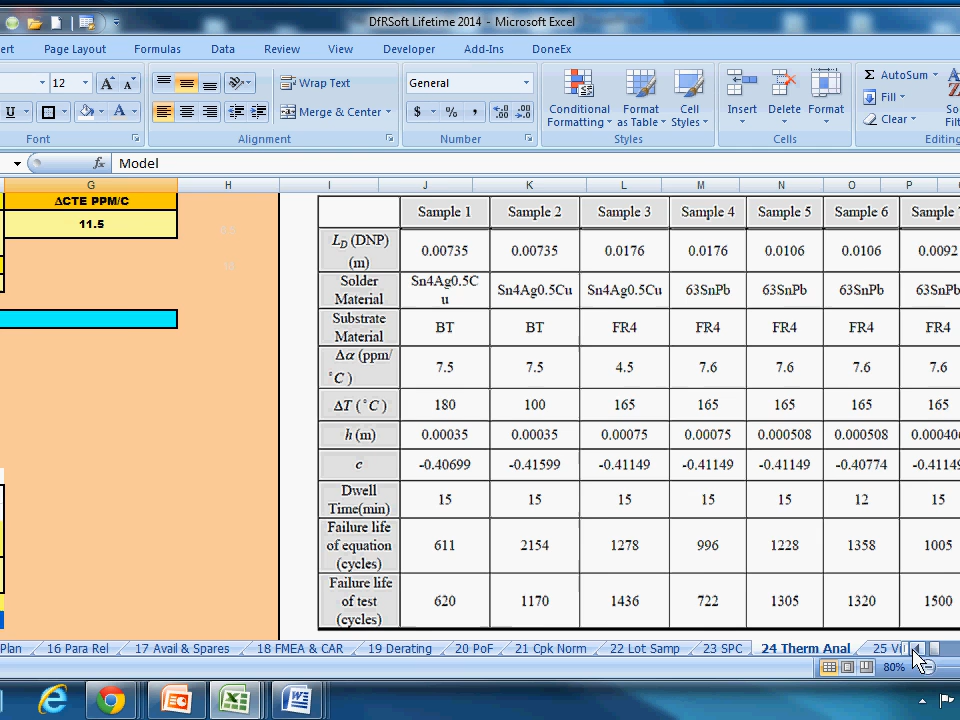 DfRSoft Lifetime 2014 - Microsoft Excel
ert Page Layout Formulas Data Review View Developer Add-Ins DoneEx
12 A A Wrap Text General Conditional Formatting Format as Table Cell Styles Insert Delete Format Σ AutoSum
U A Merge & Center $ % , Fill
Clear
Font Alignment Number Styles Cells Editing
fx Model
G H I J K L M N O P
ΔCTE PPM/C
11.5
Sample 1 Sample 2 Sample 3 Sample 4 Sample 5 Sample 6 Sample 7
L_D (DNP) (m) 0.00735 0.00735 0.0176 0.0176 0.0106 0.0106 0.0092
Solder Material Sn4Ag0.5Cu Sn4Ag0.5Cu Sn4Ag0.5Cu 63SnPb 63SnPb 63SnPb 63SnPb
Substrate Material BT BT FR4 FR4 FR4 FR4 FR4
Δα (ppm/°C) 7.5 7.5 4.5 7.6 7.6 7.6 7.6
ΔT (°C) 180 100 165 165 165 165 165
h (m) 0.00035 0.00035 0.00075 0.00075 0.000508 0.000508 0.000406
c -0.40699 -0.41599 -0.41149 -0.41149 -0.41149 -0.40774 -0.41149
Dwell Time(min) 15 15 15 15 15 12 15
Failure life of equation (cycles) 611 2154 1278 996 1228 1358 1005
Failure life of test (cycles) 620 1170 1436 722 1305 1320 1500
Plan 16 Para Rel 17 Avail & Spares 18 FMEA & CAR 19 Derating 20 PoF 21 Cpk Norm 22 Lot Samp 23 SPC 24 Therm Anal 25 Vi
80%